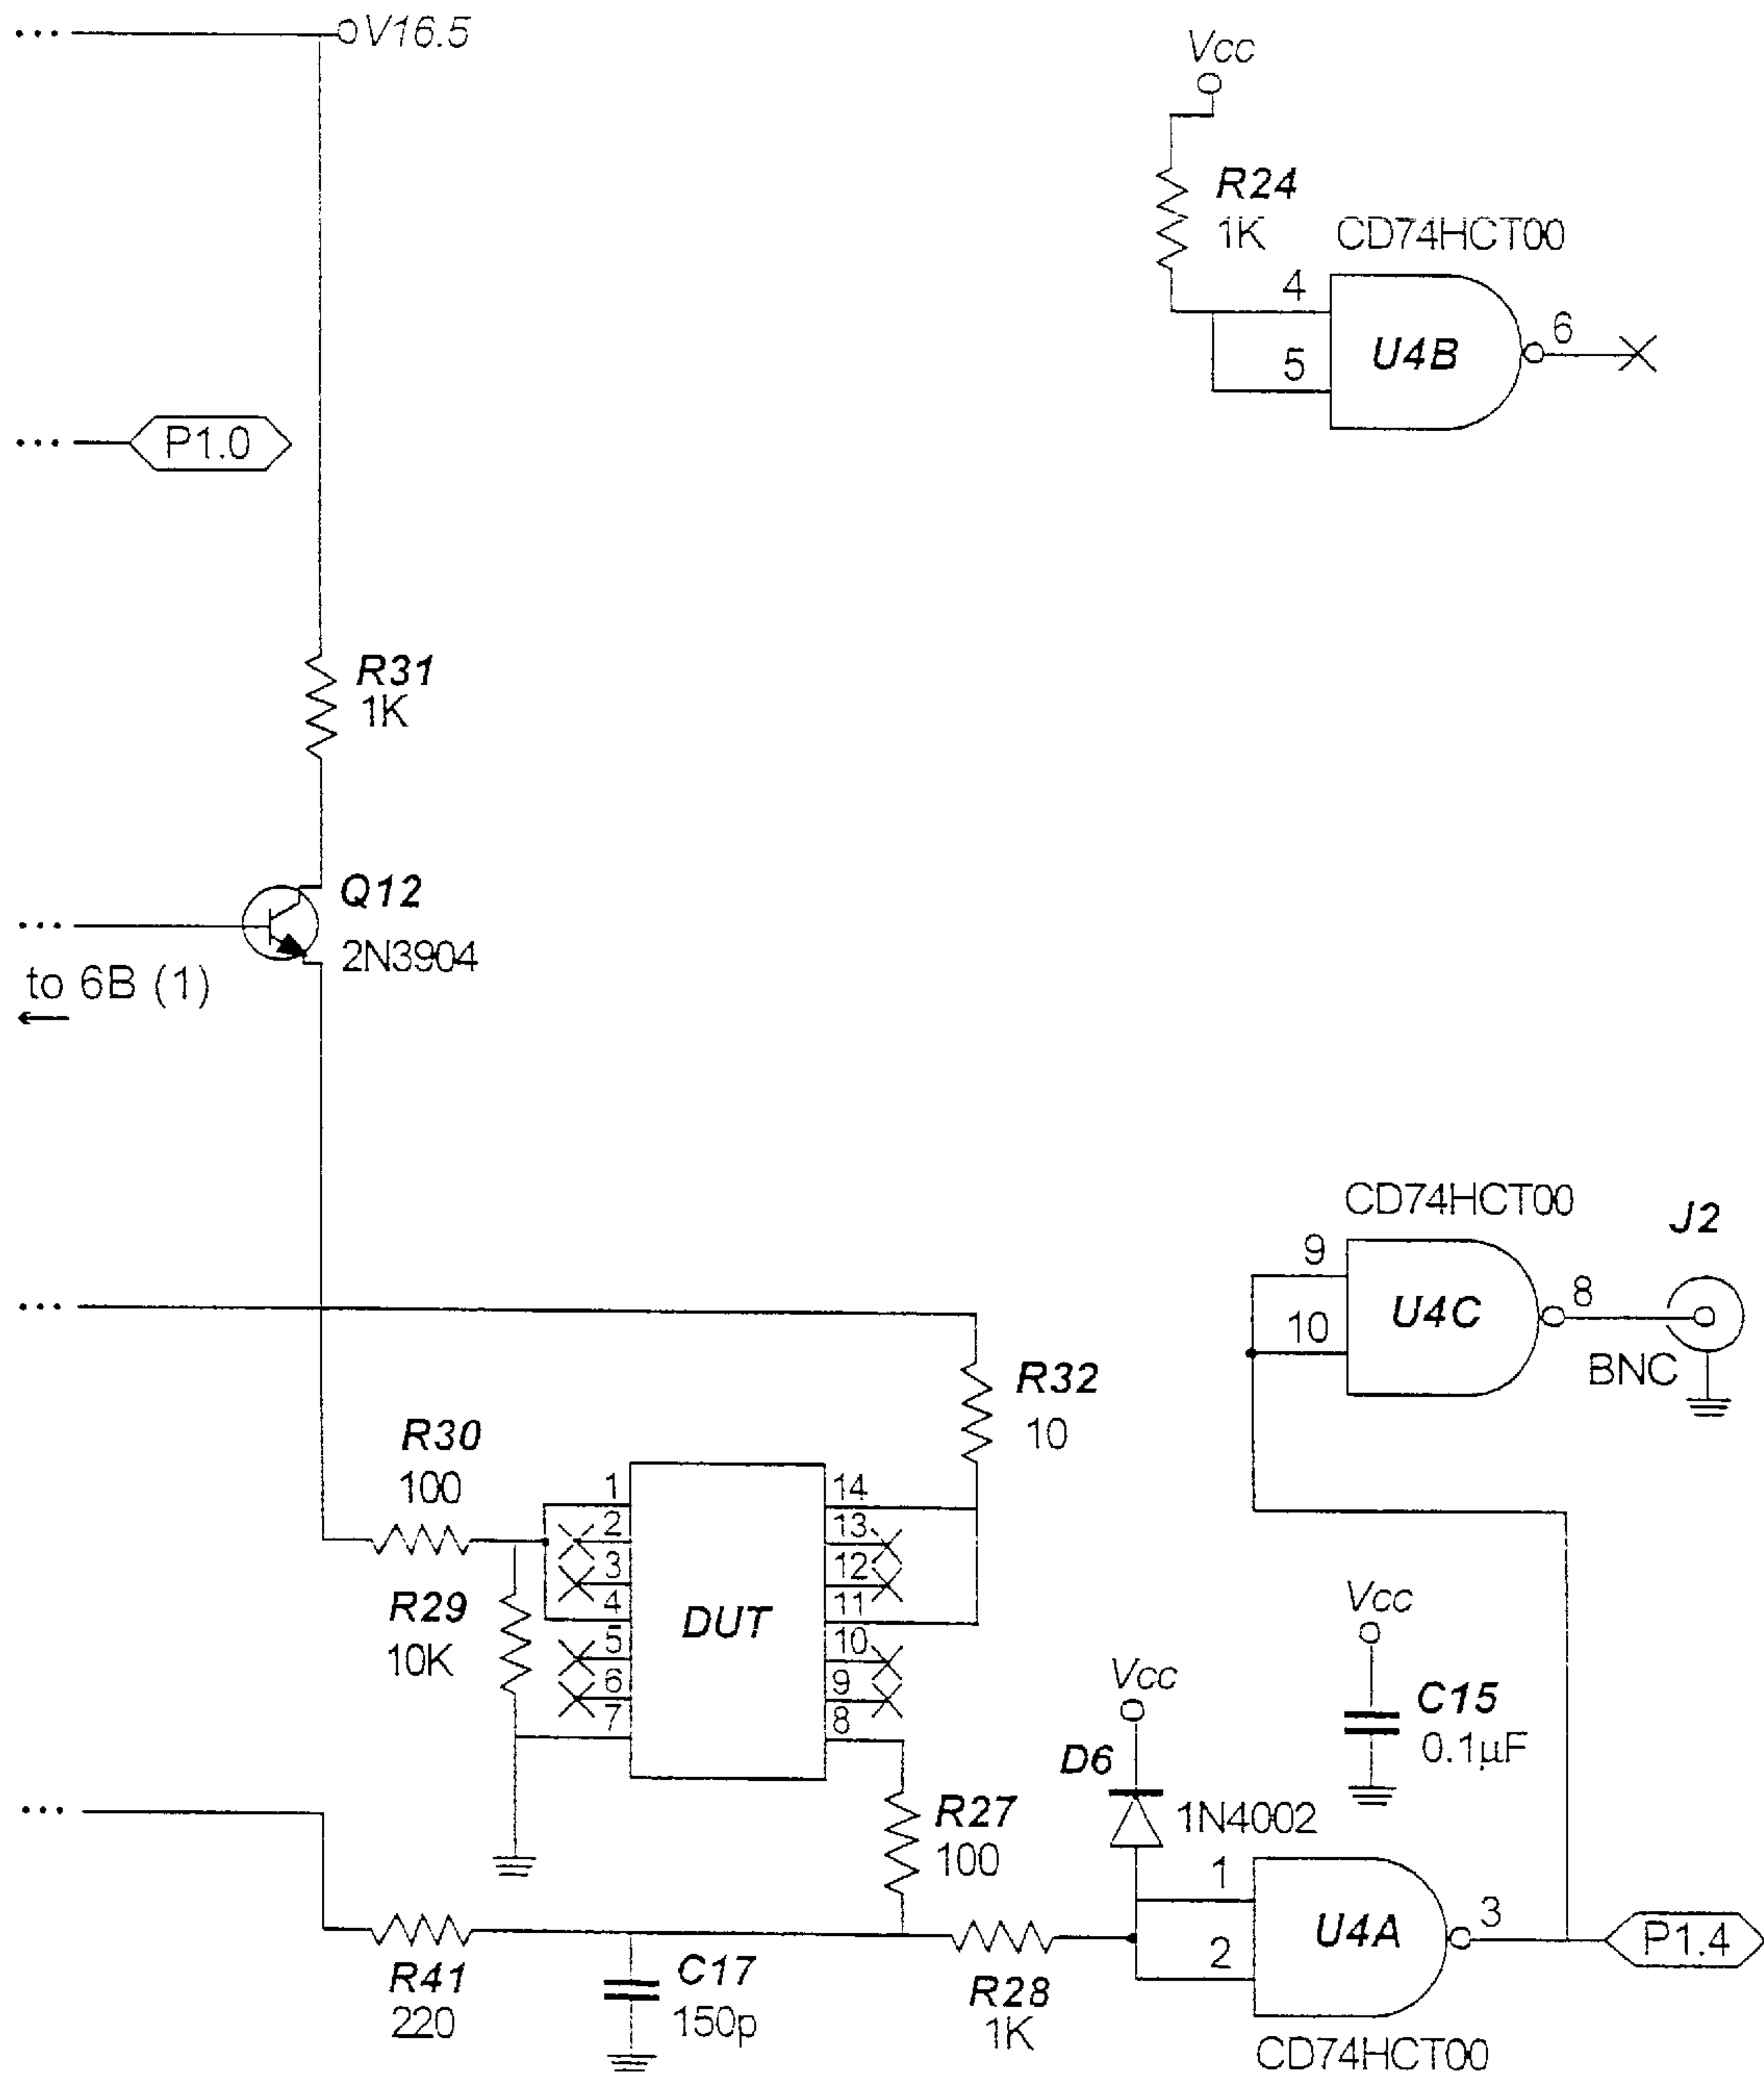 ... V16.5
Vcc
R24
1K
CD74HCT00
4
5
U4B
6
... P1.0
R31
1K
Q12
2N3904
...
to 6B (1)
CD74HCT00
J2
9
10
U4C
8
BNC
...
R32
10
R30
100
R29
10K
1
2
3
4
5
6
7
DUT
14
13
12
11
10
9
8
Vcc
C15
0.1µF
Vcc
D6
1N4002
...
R27
100
R41
220
C17
150p
R28
1K
1
2
U4A
3
P1.4
CD74HCT00